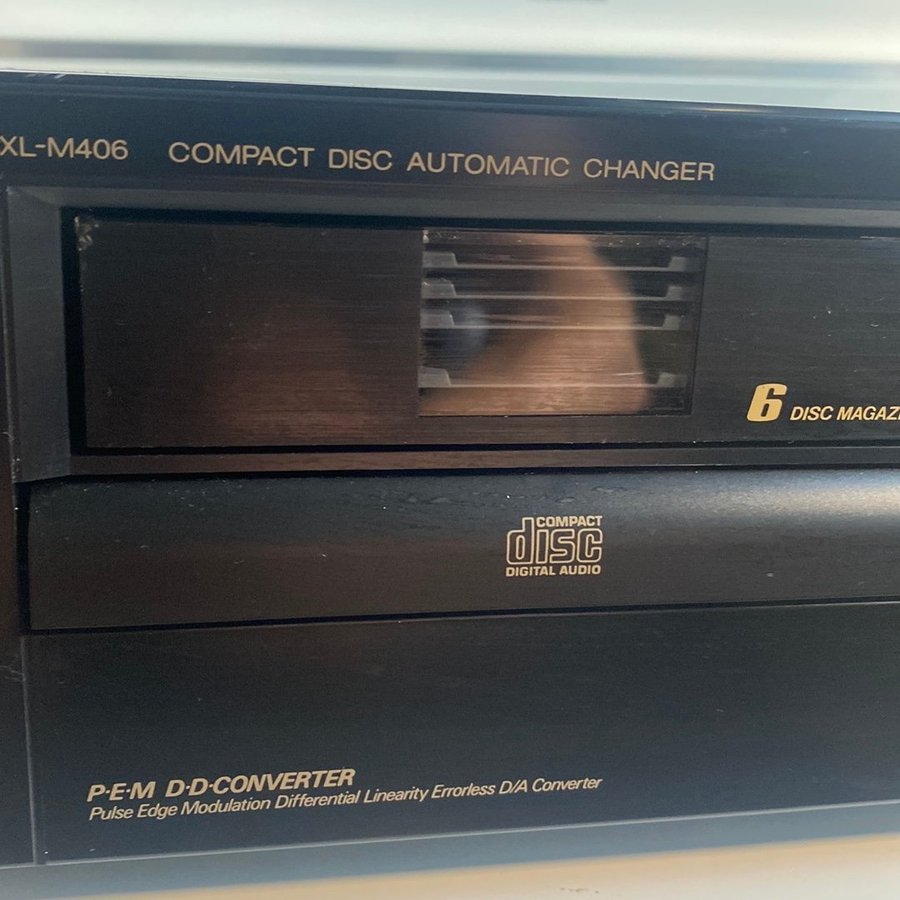 XL-M406 COMPACT DISC AUTOMATIC CHANGER
6 DISC MAGAZ
COMPACT
disc
DIGITAL AUDIO
P·E·M D·D·CONVERTER
Pulse Edge Modulation Differential Linearity Errorless D/A Converter